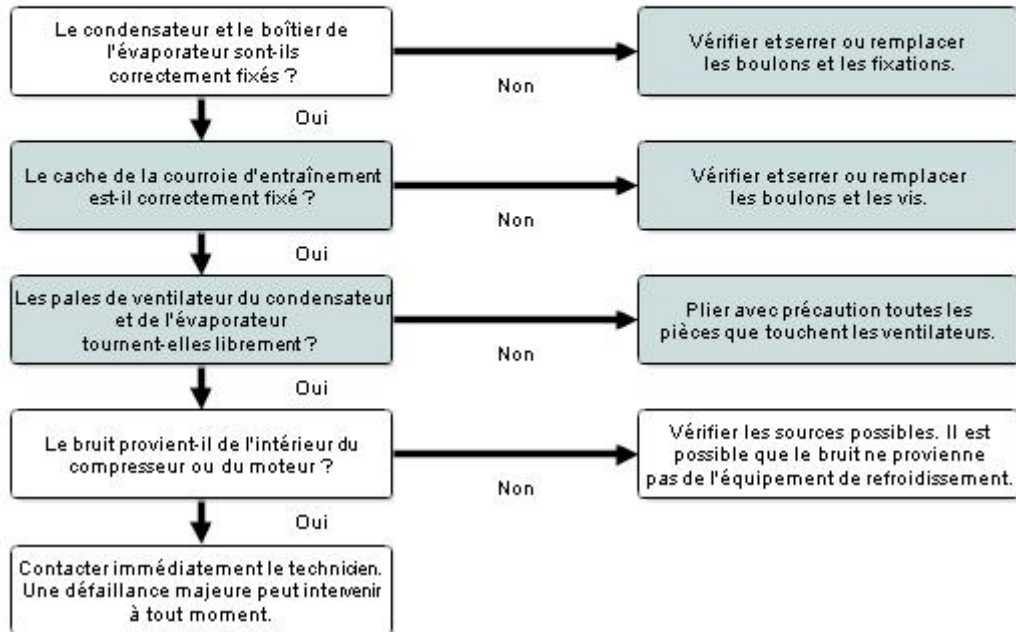 Le condensateur et le boîtier de
l'évaporateur sont-ils
correctement fixés ?
Non
Vérifier et serrer ou remplacer
les boulons et les fixations.
Oui
Le cache de la courroie d'entraînement
est-il correctement fixé ?
Non
Vérifier et serrer ou remplacer
les boulons et les vis.
Oui
Les pales de ventilateur du condensateur
et de l'évaporateur
tournent-elles librement ?
Non
Plier avec précaution toutes les
pièces que touchent les ventilateurs.
Oui
Le bruit provient-il de l'intérieur du
compresseur ou du moteur ?
Non
Vérifier les sources possibles. Il est
possible que le bruit ne provienne
pas de l'équipement de refroidissement.
Oui
Contacter immédiatement le technicien.
Une défaillance majeure peut intervenir
à tout moment.